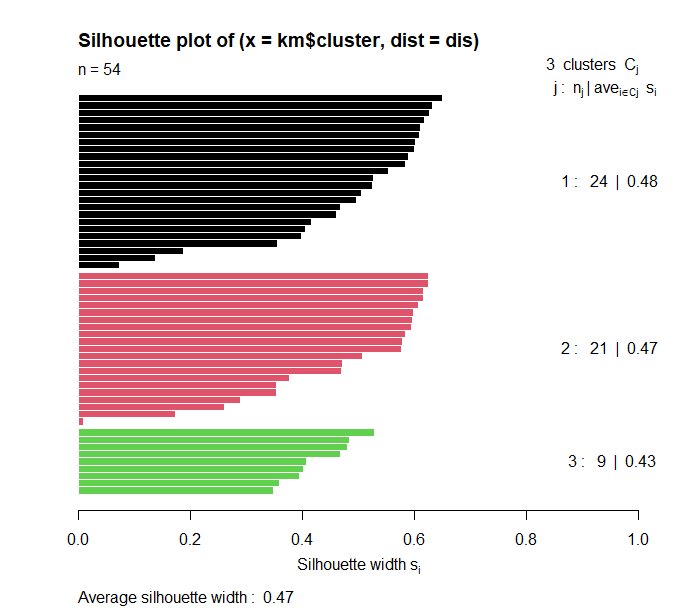 Silhouette plot of (x = km$cluster, dist = dis)
n = 54
3 clusters Cj
j : nj | avei∈Cj si
1 : 24 | 0.48
2 : 21 | 0.47
3 : 9 | 0.43
0.0 0.2 0.4 0.6 0.8 1.0
Silhouette width si
Average silhouette width : 0.47